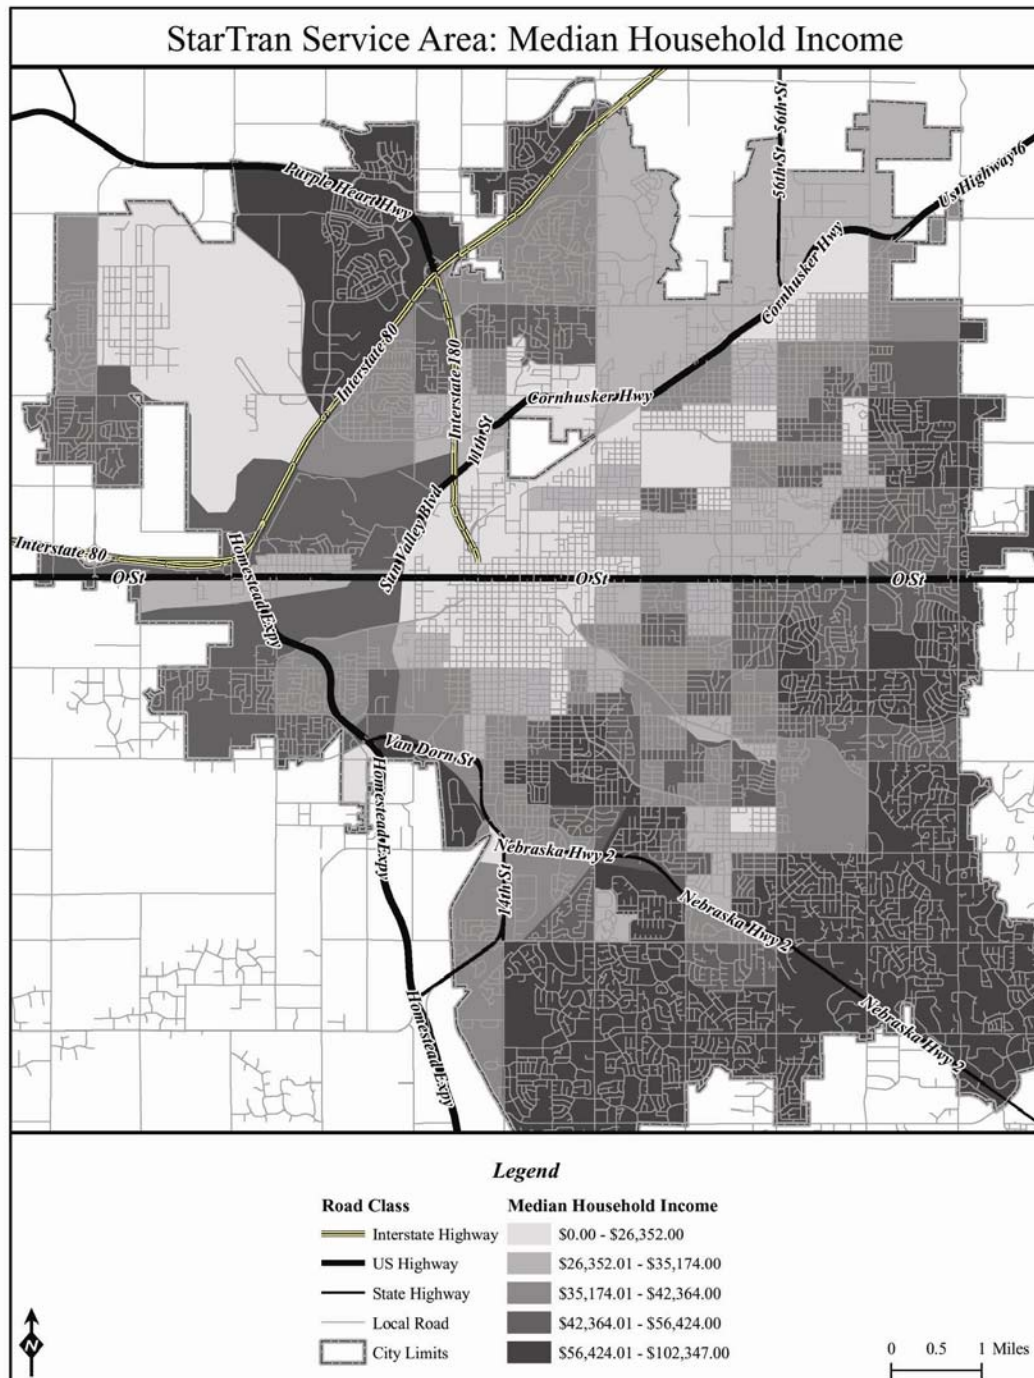 StarTran Service Area: Median Household Income
56th St
56th St
Purple Heart Hwy
Us Highway 6
Cornhusker Hwy
Interstate 80
Interstate 180
Cornhusker Hwy
14th St
Sun Valley Blvd
Interstate 80
Homestead Expy
O St
O St
O St
Van Dorn St
Homestead Expy
Nebraska Hwy 2
14th St
Nebraska Hwy 2
Nebraska Hwy 2
Homestead Expy
Legend
Road Class
Interstate Highway
US Highway
State Highway
Local Road
City Limits
Median Household Income
$0.00 - $26,352.00
$26,352.01 - $35,174.00
$35,174.01 - $42,364.00
$42,364.01 - $56,424.00
$56,424.01 - $102,347.00
N
0 0.5 1 Miles